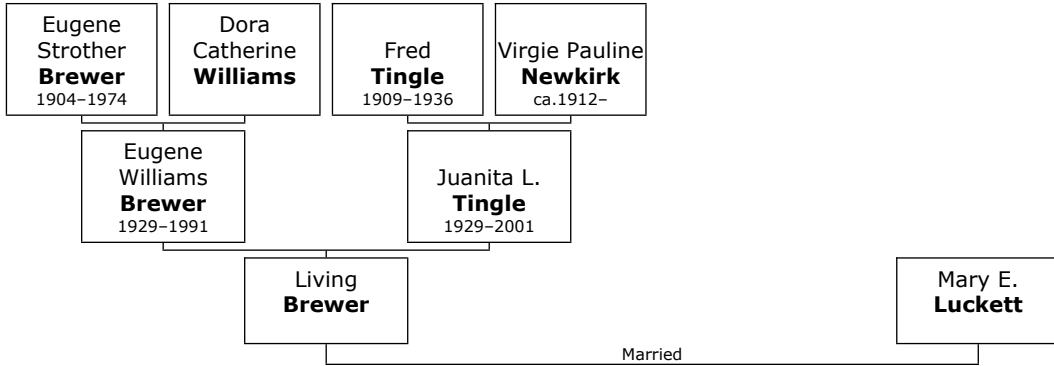 Eugene
Strother
Brewer
1904–1974
Dora
Catherine
Williams
Fred
Tingle
1909–1936
Virgie Pauline
Newkirk
ca.1912–
Eugene
Williams
Brewer
1929–1991
Juanita L.
Tingle
1929–2001
Living
Brewer
Mary E.
Luckett
Married